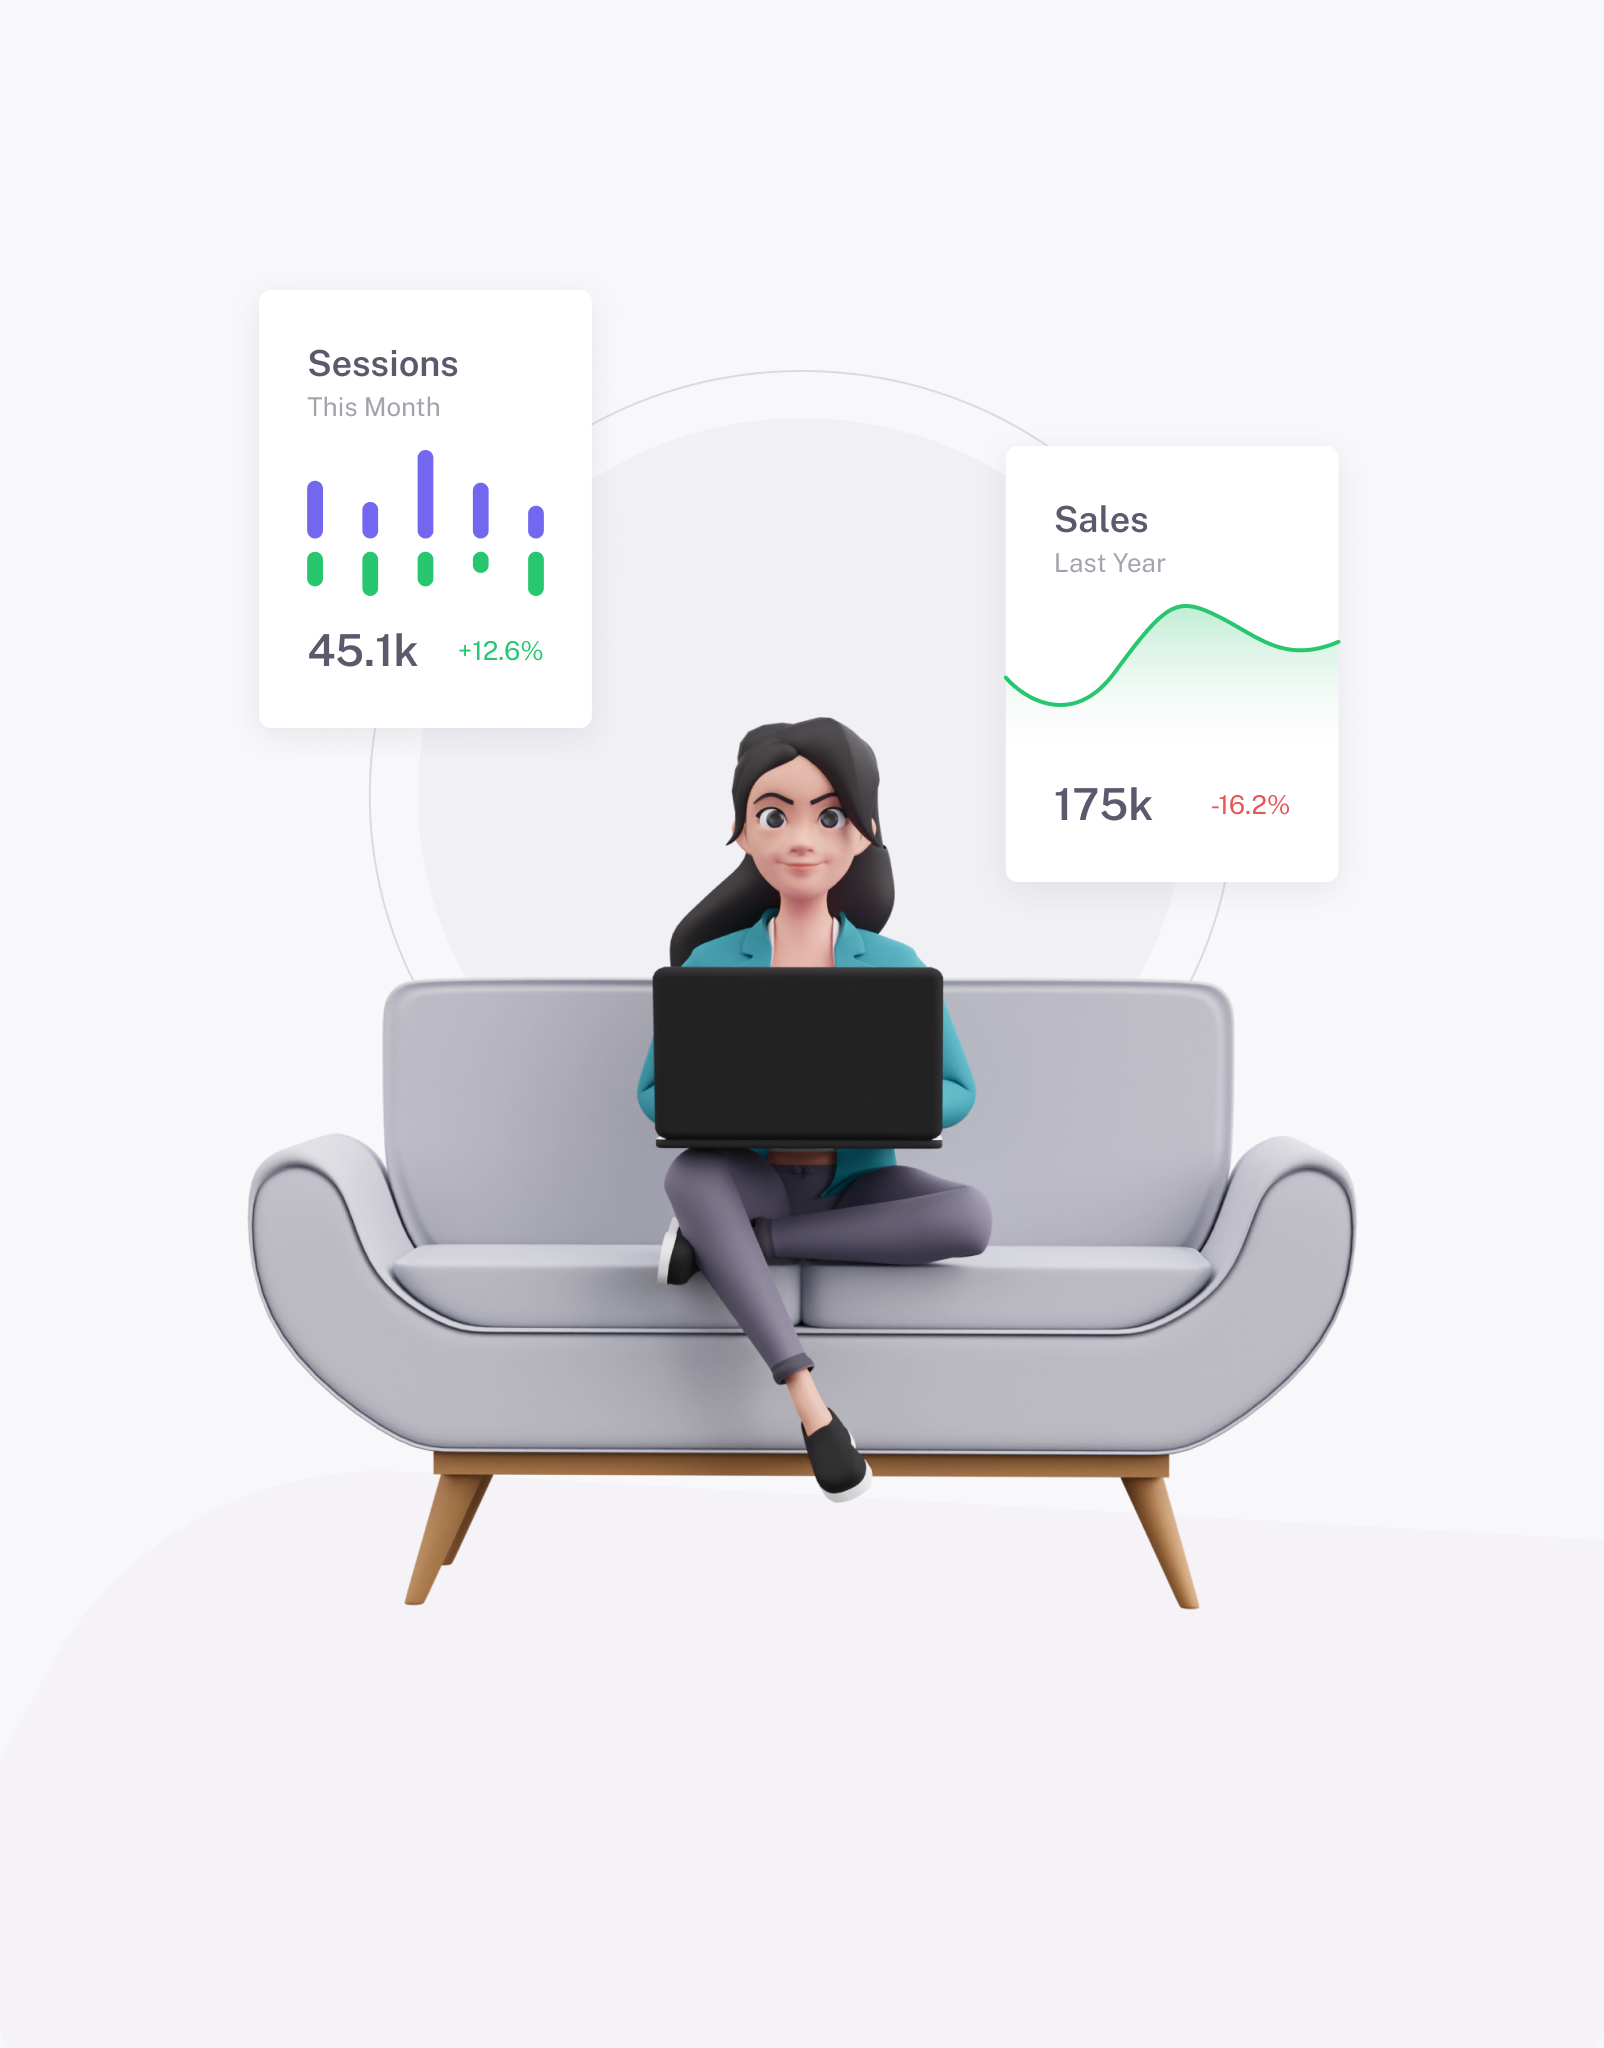 Sessions
This Month
45.1k
+12.6%
Sales
Last Year
175k
-16.2%